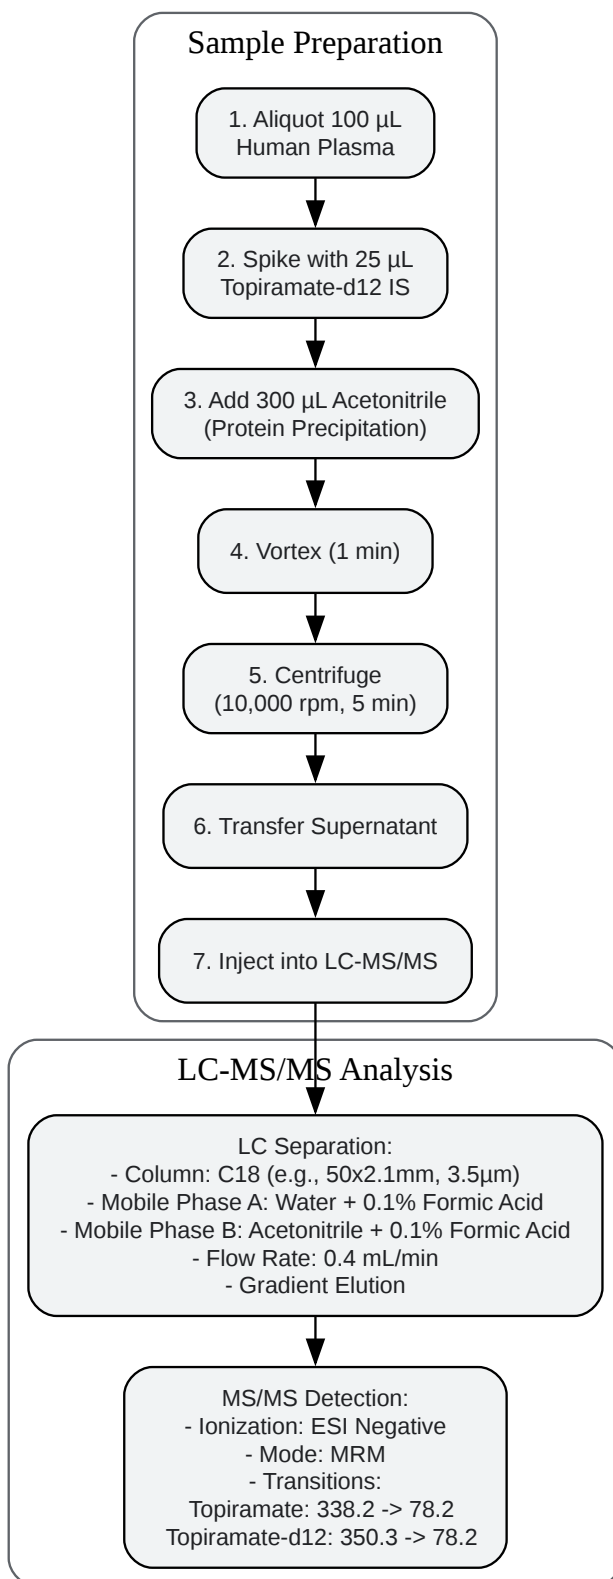 Sample Preparation
1. Aliquot 100 µL
Human Plasma
2. Spike with 25 µL
Topiramate-d12 IS
3. Add 300 µL Acetonitrile
(Protein Precipitation)
4. Vortex (1 min)
5. Centrifuge
(10,000 rpm, 5 min)
6. Transfer Supernatant
7. Inject into LC-MS/MS
LC-MS/MS Analysis
LC Separation:
- Column: C18 (e.g., 50x2.1mm, 3.5µm)
- Mobile Phase A: Water + 0.1% Formic Acid
- Mobile Phase B: Acetonitrile + 0.1% Formic Acid
- Flow Rate: 0.4 mL/min
- Gradient Elution
MS/MS Detection:
- Ionization: ESI Negative
- Mode: MRM
- Transitions:
Topiramate: 338.2 -> 78.2
Topiramate-d12: 350.3 -> 78.2